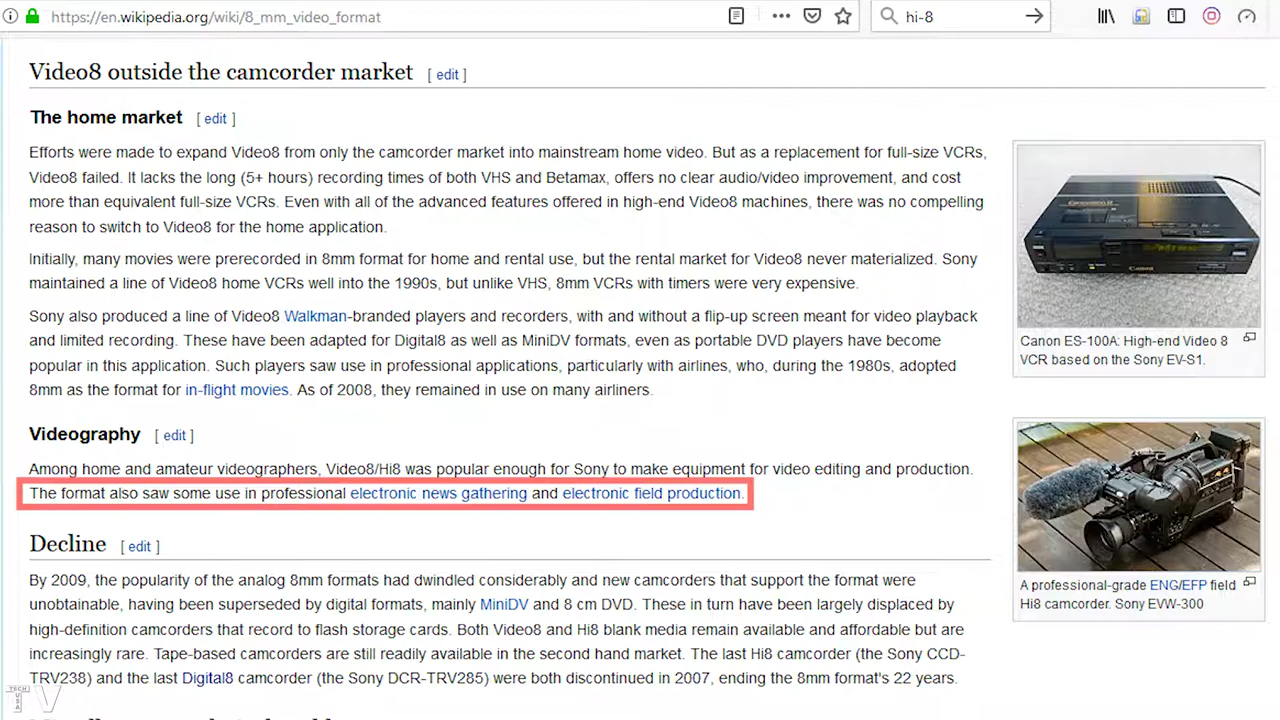 https://en.wikipedia.org/wiki/8_mm_video_format
hi-8
Video8 outside the camcorder market [ edit ]
The home market [ edit ]
Efforts were made to expand Video8 from only the camcorder market into mainstream home video. But as a replacement for full-size VCRs,
Video8 failed. It lacks the long (5+ hours) recording times of both VHS and Betamax, offers no clear audio/video improvement, and cost
more than equivalent full-size VCRs. Even with all of the advanced features offered in high-end Video8 machines, there was no compelling
reason to switch to Video8 for the home application.
Initially, many movies were prerecorded in 8mm format for home and rental use, but the rental market for Video8 never materialized. Sony
maintained a line of Video8 home VCRs well into the 1990s, but unlike VHS, 8mm VCRs with timers were very expensive.
Sony also produced a line of Video8 Walkman-branded players and recorders, with and without a flip-up screen meant for video playback
and limited recording. These have been adapted for Digital8 as well as MiniDV formats, even as portable DVD players have become
popular in this application. Such players saw use in professional applications, particularly with airlines, who, during the 1980s, adopted
8mm as the format for in-flight movies. As of 2008, they remained in use on many airliners.
Canon
Canon ES-100A: High-end Video 8
VCR based on the Sony EV-S1.
Videography [ edit ]
Among home and amateur videographers, Video8/Hi8 was popular enough for Sony to make equipment for video editing and production.
The format also saw some use in professional electronic news gathering and electronic field production.
A professional-grade ENG/EFP field
Hi8 camcorder. Sony EVW-300
Decline [ edit ]
By 2009, the popularity of the analog 8mm formats had dwindled considerably and new camcorders that support the format were
unobtainable, having been superseded by digital formats, mainly MiniDV and 8 cm DVD. These in turn have been largely displaced by
high-definition camcorders that record to flash storage cards. Both Video8 and Hi8 blank media remain available and affordable but are
increasingly rare. Tape-based camcorders are still readily available in the second hand market. The last Hi8 camcorder (the Sony CCD-
TRV238) and the last Digital8 camcorder (the Sony DCR-TRV285) were both discontinued in 2007, ending the 8mm format's 22 years.
TECH USA TV